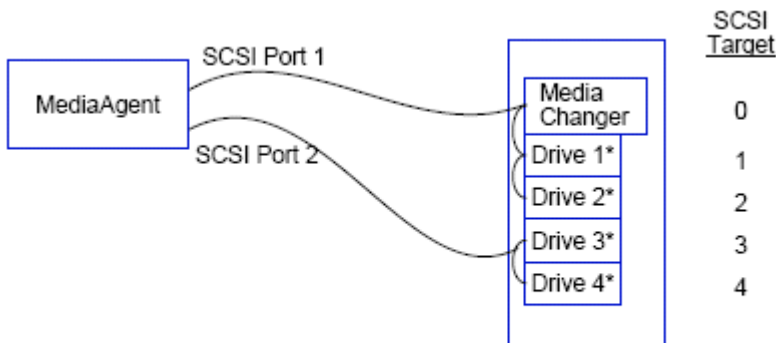 SCSI
Target
SCSI Port 1
MediaAgent
Media
Changer
0
SCSI Port 2
Drive 1*
1
Drive 2*
2
Drive 3*
3
Drive 4*
4